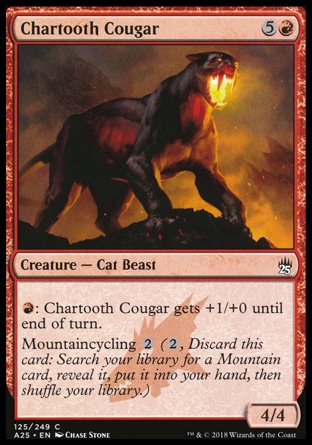 Chartooth Cougar 5
Creature — Cat Beast 25
: Chartooth Cougar gets +1/+0 until
end of turn.
Mountaincycling 2 (2, Discard this
card: Search your library for a Mountain
card, reveal it, put it into your hand, then
shuffle your library.)
4/4
125/249 C
A25 • EN Chase Stone
™ & © 2018 Wizards of the Coast